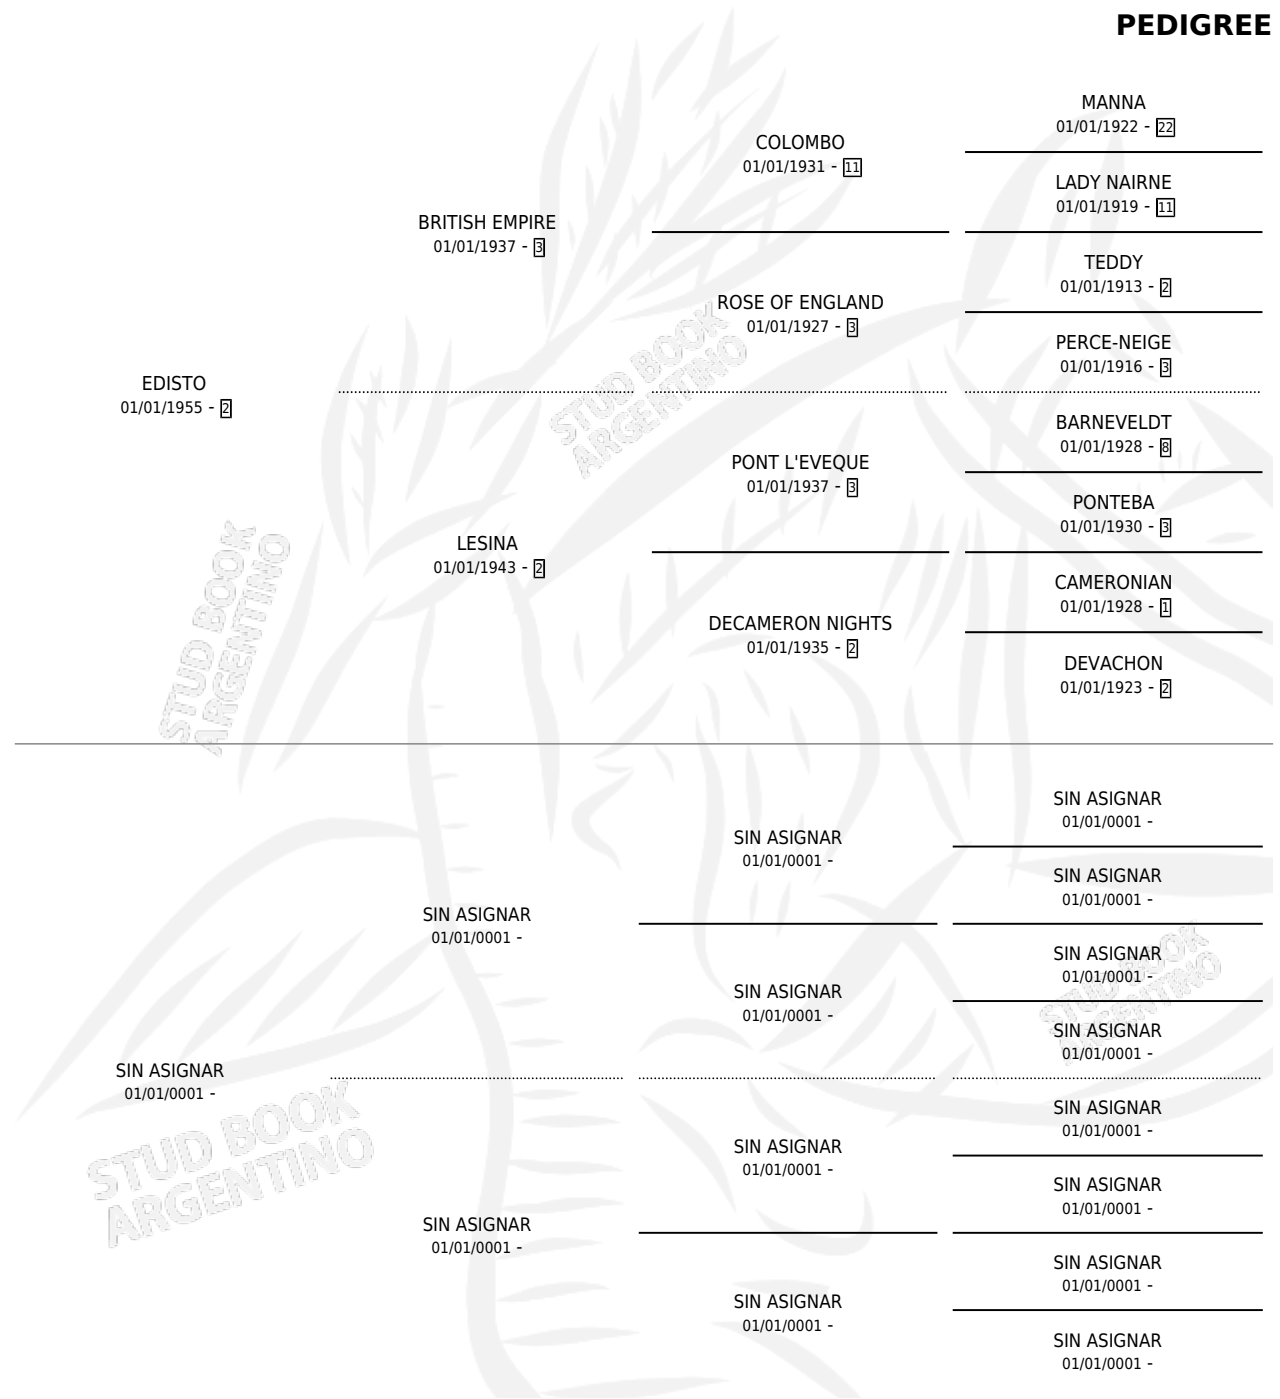 PEDIGREE
MANNA
01/01/1922 - 22
COLOMBO
01/01/1931 - 11
LADY NAIRNE
01/01/1919 - 11
BRITISH EMPIRE
01/01/1937 - 3
TEDDY
01/01/1913 - 2
ROSE OF ENGLAND
01/01/1927 - 3
PERCE-NEIGE
01/01/1916 - 3
EDISTO
01/01/1955 - 2
BARNEVELDT
01/01/1928 - 8
PONT L'EVEQUE
01/01/1937 - 3
PONTEBA
01/01/1930 - 3
LESINA
01/01/1943 - 2
CAMERONIAN
01/01/1928 - 1
DECAMERON NIGHTS
01/01/1935 - 2
DEVACHON
01/01/1923 - 2
STUD BOOK
ARGENTINO
STUD BOOK
ARGENTINO
SIN ASIGNAR
01/01/0001 -
SIN ASIGNAR
01/01/0001 -
SIN ASIGNAR
01/01/0001 -
SIN ASIGNAR
01/01/0001 -
SIN ASIGNAR
01/01/0001 -
SIN ASIGNAR
01/01/0001 -
SIN ASIGNAR
01/01/0001 -
SIN ASIGNAR
01/01/0001 -
SIN ASIGNAR
01/01/0001 -
SIN ASIGNAR
01/01/0001 -
SIN ASIGNAR
01/01/0001 -
SIN ASIGNAR
01/01/0001 -
SIN ASIGNAR
01/01/0001 -
SIN ASIGNAR
01/01/0001 -
SIN ASIGNAR
01/01/0001 -
STUD BOOK
ARGENTINO
STUD BOOK
ARGENTINO